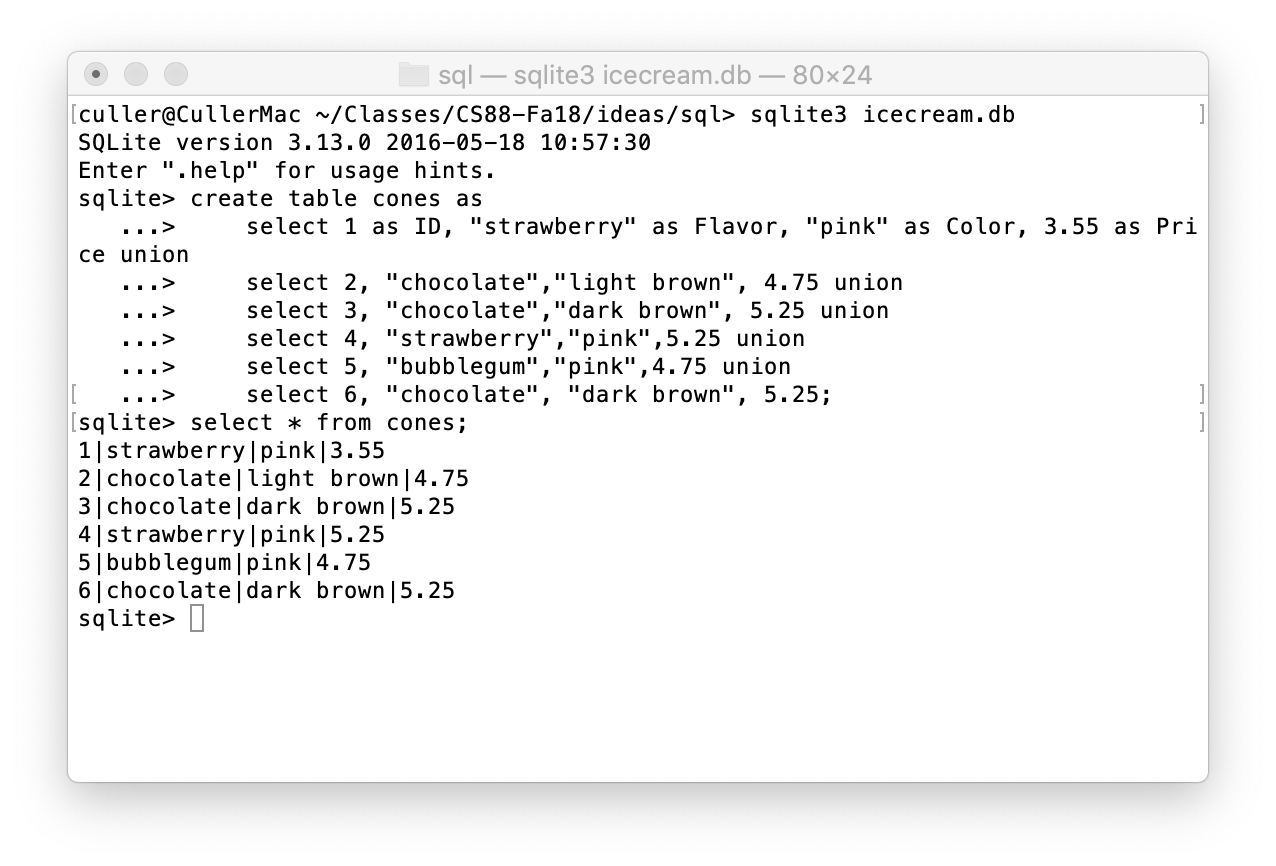 sql — sqlite3 icecream.db — 80×24
[culler@CullerMac ~/Classes/CS88-Fa18/ideas/sql> sqlite3 icecream.db ]
SQLite version 3.13.0 2016-05-18 10:57:30
Enter ".help" for usage hints.
sqlite> create table cones as
   ...>     select 1 as ID, "strawberry" as Flavor, "pink" as Color, 3.55 as Pri
ce union
   ...>     select 2, "chocolate","light brown", 4.75 union
   ...>     select 3, "chocolate","dark brown", 5.25 union
   ...>     select 4, "strawberry","pink",5.25 union
   ...>     select 5, "bubblegum","pink",4.75 union
[  ...>     select 6, "chocolate", "dark brown", 5.25; ]
[sqlite> select * from cones; ]
1|strawberry|pink|3.55
2|chocolate|light brown|4.75
3|chocolate|dark brown|5.25
4|strawberry|pink|5.25
5|bubblegum|pink|4.75
6|chocolate|dark brown|5.25
sqlite>